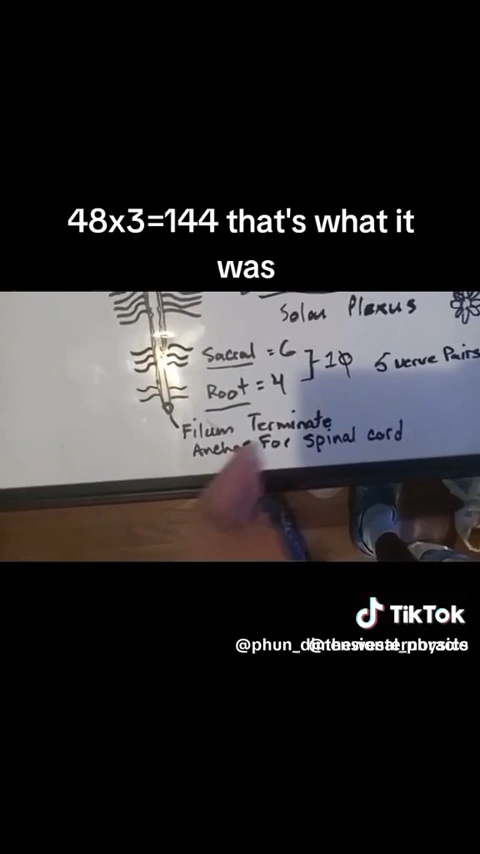 48x3=144 that's what it
was
Solar Plexus
Sacral = 6
Root = 4
} 10
5 nerve Pairs
Filum Terminate
Anchor For Spinal cord
TikTok